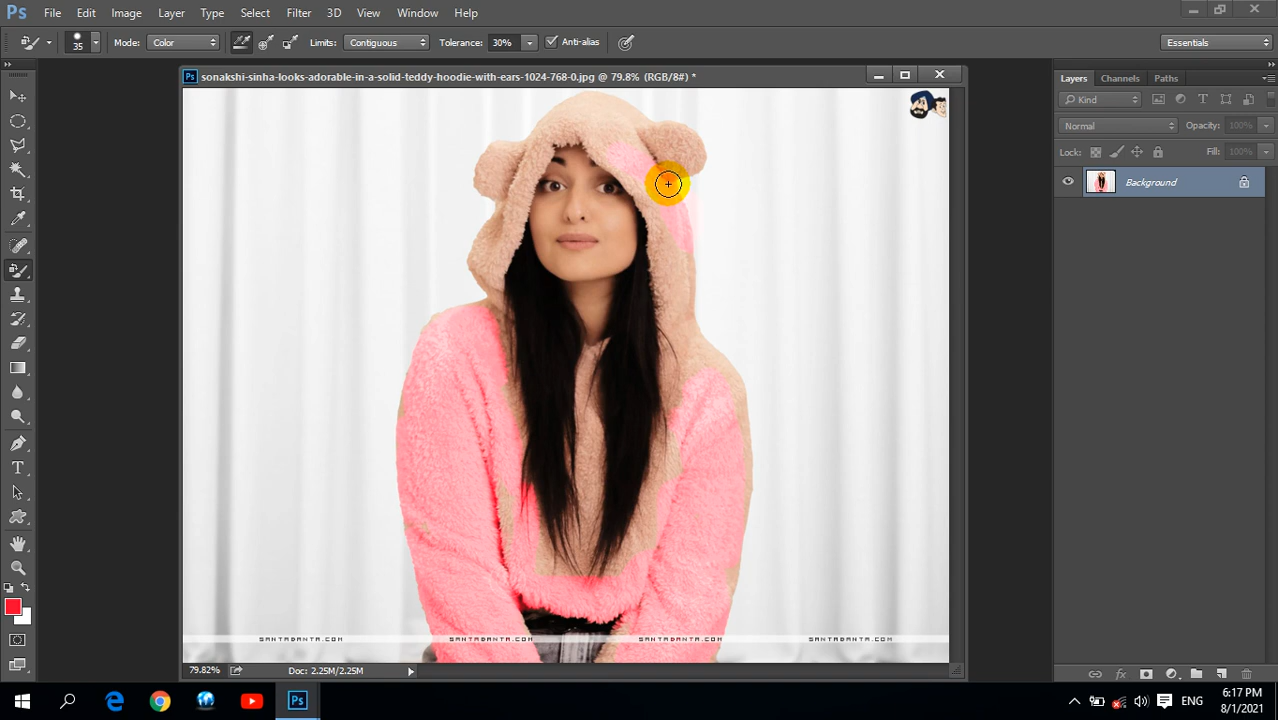 Ps File Edit Image Layer Type Select Filter 3D View Window Help
35 Mode: Color Limits: Contiguous Tolerance: 30% Anti-alias Essentials
Ps sonakshi-sinha-looks-adorable-in-a-solid-teddy-hoodie-with-ears-1024-768-0.jpg @ 79.8% (RGB/8#) *
Layers Channels Paths
Kind
Normal Opacity: 100%
Lock: Fill: 100%
Background
SANTABANTA.COM SANTABANTA.COM SANTABANTA.COM SANTABANTA.COM
79.82% Doc: 2.25M/2.25M
Ps ENG 6:17 PM
8/1/2021